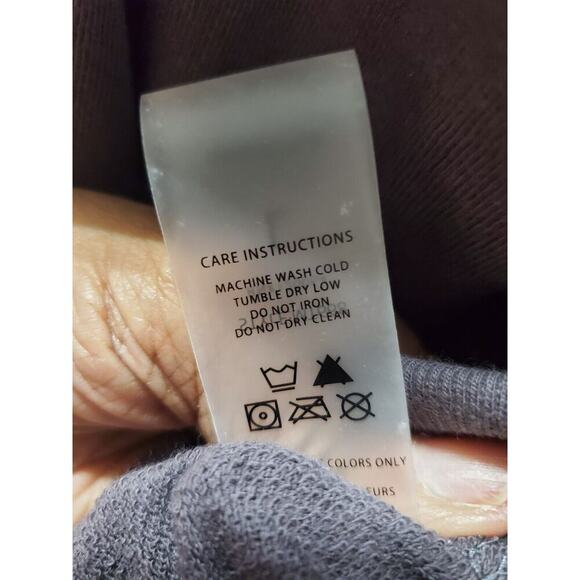 CARE INSTRUCTIONS
MACHINE WASH COLD
TUMBLE DRY LOW
DO NOT IRON
DO NOT DRY CLEAN
COLORS ONLY